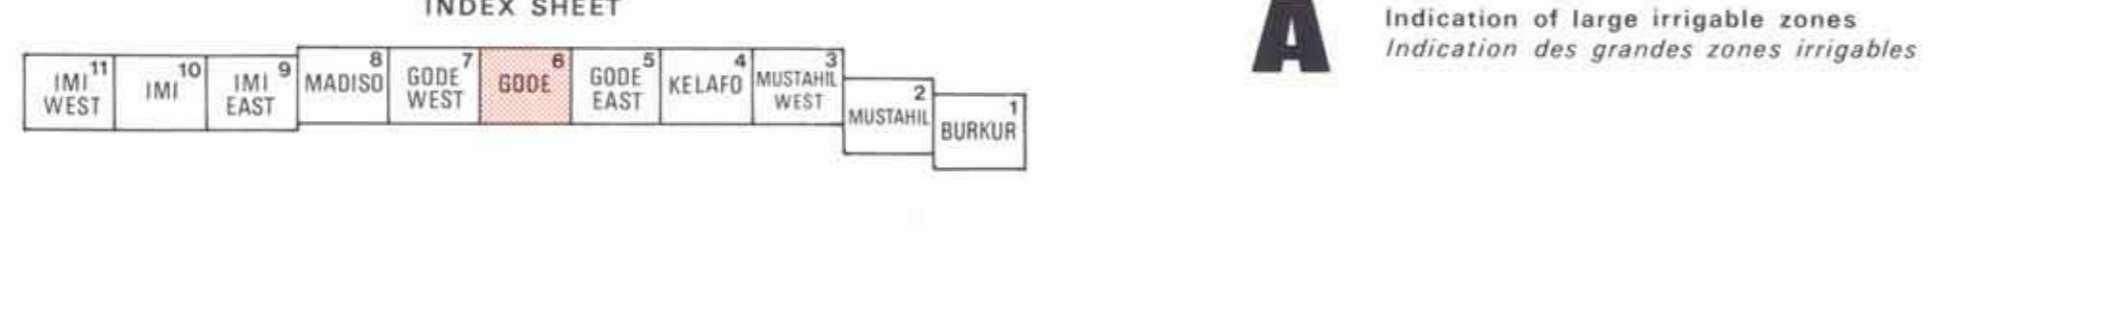 INDEX SHEET
11
IMI
WEST
10
IMI
9
IMI
EAST
8
MADISO
7
GODE
WEST
6
GODE
5
GODE
EAST
4
KELAFO
3
MUSTAHIL
WEST
2
MUSTAHIL
1
BURKUR
A
Indication of large irrigable zones
Indication des grandes zones irrigables